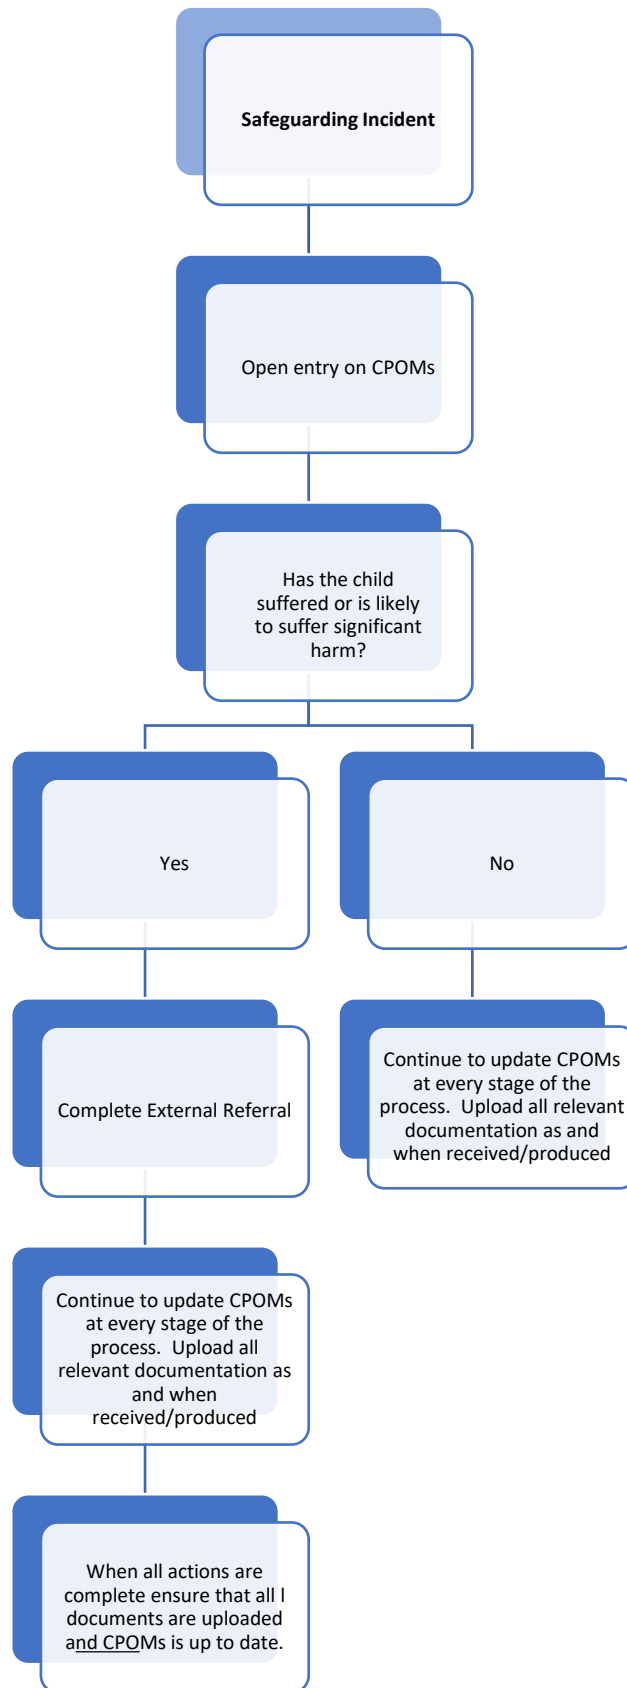 Safeguarding Incident
Open entry on CPOMs
Has the child
suffered or is likely
to suffer significant
harm?
Yes
No
Complete External Referral
Continue to update CPOMs
at every stage of the
process.  Upload all relevant
documentation as and
when received/produced
Continue to update CPOMs
at every stage of the
process.  Upload all
relevant documentation as
and when
received/produced
When all actions are
complete ensure that all l
documents are uploaded
and CPOMs is up to date.